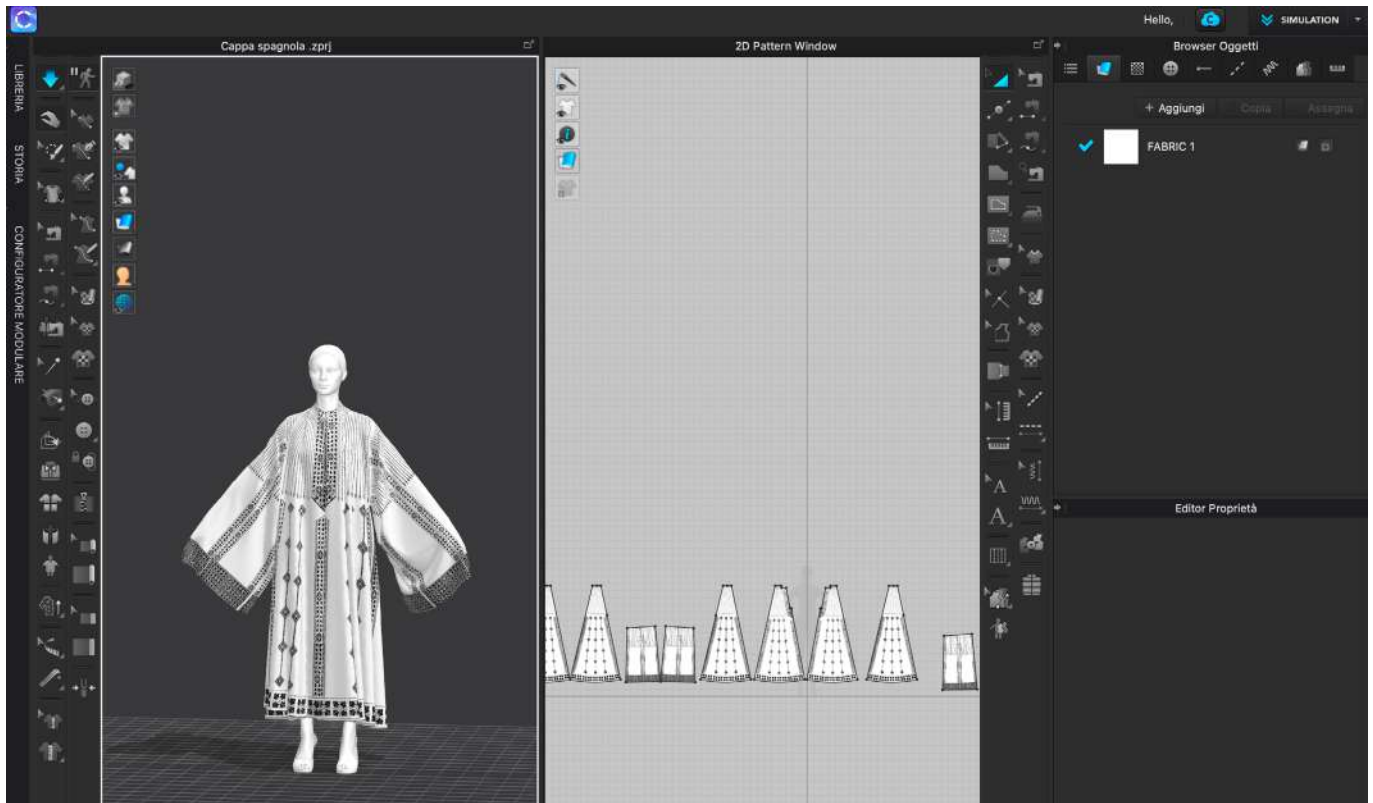 Hello,
SIMULATION
Cappa spagnola .zprj
2D Pattern Window
Browser Oggetti
LIBRERIA
STORIA
CONFIGURATORE MODULARE
+ Aggiungi
Copia
Assegna
FABRIC 1
Editor Proprietà